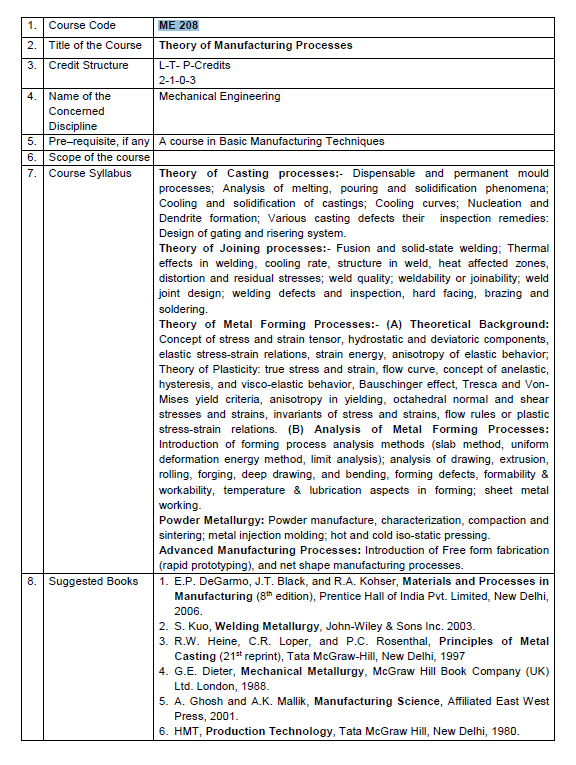 1. Course Code ME 208
2. Title of the Course Theory of Manufacturing Processes
3. Credit Structure L-T- P-Credits
2-1-0-3
4. Name of the Mechanical Engineering
Concerned
Discipline
5. Pre–requisite, if any A course in Basic Manufacturing Techniques
6. Scope of the course
7. Course Syllabus Theory of Casting processes:- Dispensable and permanent mould
processes; Analysis of melting, pouring and solidification phenomena;
Cooling and solidification of castings; Cooling curves; Nucleation and
Dendrite formation; Various casting defects their inspection remedies:
Design of gating and risering system.
Theory of Joining processes:- Fusion and solid-state welding; Thermal
effects in welding, cooling rate, structure in weld, heat affected zones,
distortion and residual stresses; weld quality; weldability or joinability; weld
joint design; welding defects and inspection, hard facing, brazing and
soldering.
Theory of Metal Forming Processes:- (A) Theoretical Background:
Concept of stress and strain tensor, hydrostatic and deviatoric components,
elastic stress-strain relations, strain energy, anisotropy of elastic behavior;
Theory of Plasticity: true stress and strain, flow curve, concept of anelastic,
hysteresis, and visco-elastic behavior, Bauschinger effect, Tresca and Von-
Mises yield criteria, anisotropy in yielding, octahedral normal and shear
stresses and strains, invariants of stress and strains, flow rules or plastic
stress-strain relations. (B) Analysis of Metal Forming Processes:
Introduction of forming process analysis methods (slab method, uniform
deformation energy method, limit analysis); analysis of drawing, extrusion,
rolling, forging, deep drawing, and bending, forming defects, formability &
workability, temperature & lubrication aspects in forming; sheet metal
working.
Powder Metallurgy: Powder manufacture, characterization, compaction and
sintering; metal injection molding; hot and cold iso-static pressing.
Advanced Manufacturing Processes: Introduction of Free form fabrication
(rapid prototyping), and net shape manufacturing processes.
8. Suggested Books 1. E.P. DeGarmo, J.T. Black, and R.A. Kohser, Materials and Processes in
Manufacturing (8th edition), Prentice Hall of India Pvt. Limited, New Delhi,
2006.
2. S. Kuo, Welding Metallurgy, John-Wiley & Sons Inc. 2003.
3. R.W. Heine, C.R. Loper, and P.C. Rosenthal, Principles of Metal
Casting (21st reprint), Tata McGraw-Hill, New Delhi, 1997
4. G.E. Dieter, Mechanical Metallurgy, McGraw Hill Book Company (UK)
Ltd. London, 1988.
5. A. Ghosh and A.K. Mallik, Manufacturing Science, Affiliated East West
Press, 2001.
6. HMT, Production Technology, Tata McGraw Hill, New Delhi, 1980.